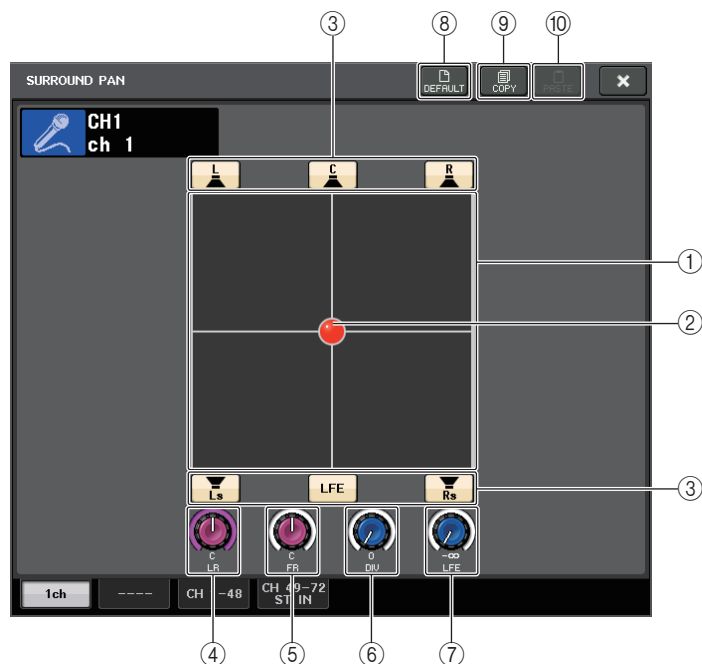 ③ ⑧ ⑨ ⑩
SURROUND PAN
DEFAULT COPY PASTE
CH1
ch 1
L C R
①
②
③
Ls LFE Rs
C C 0 -∞
LR FR DIV LFE
1ch ---- CH -48 CH 49-72
ST IN
④ ⑤ ⑥ ⑦